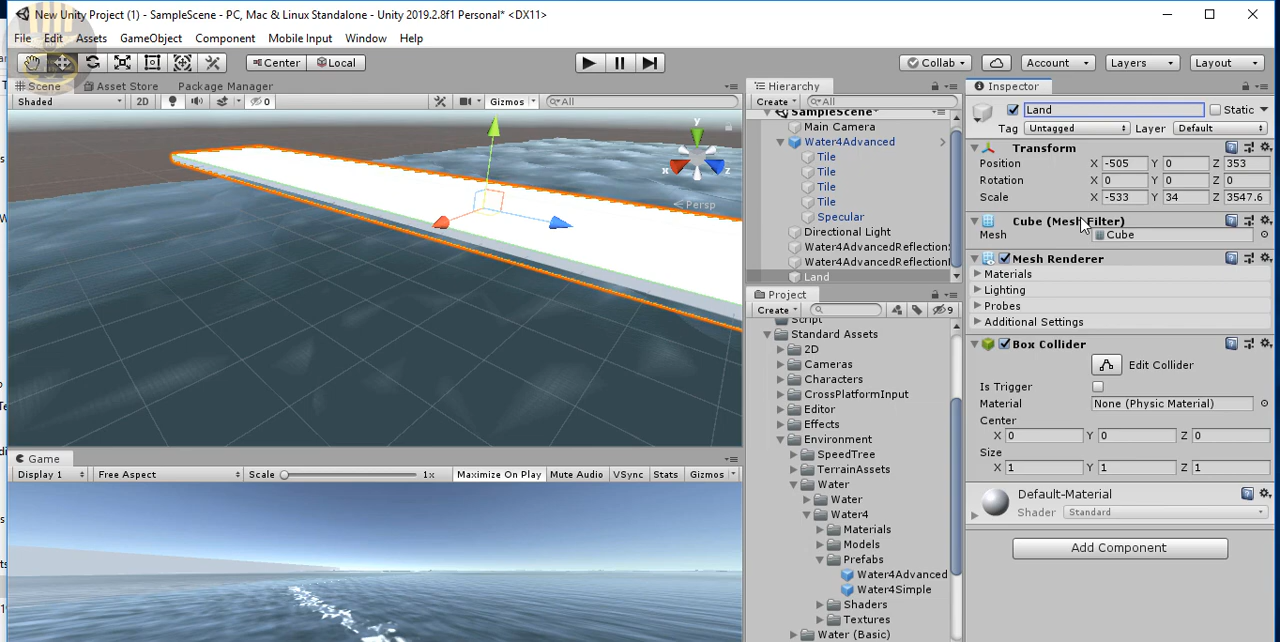 New Unity Project (1) - SampleScene - PC, Mac & Linux Standalone - Unity 2019.2.8f1 Personal* <DX11>
File Edit Assets GameObject Component Mobile Input Window Help
Center Local Collab Account Layers Layout
Scene Asset Store Package Manager
Shaded 2D 0 Gizmos All
y
x
z
Persp
Game
Display 1 Free Aspect Scale 1x Maximize On Play Mute Audio VSync Stats Gizmos
Hierarchy
Create All
SampleScene*
Main Camera
Water4Advanced
Tile
Tile
Tile
Tile
Specular
Directional Light
Water4AdvancedReflection
Water4AdvancedReflection
Land
Project
Create 9
Script
Standard Assets
2D
Cameras
Characters
CrossPlatformInput
Editor
Effects
Environment
SpeedTree
TerrainAssets
Water
Water
Water4
Materials
Models
Prefabs
Water4Advanced
Water4Simple
Shaders
Textures
Water (Basic)
Inspector
Land Static
Tag Untagged Layer Default
Transform
Position X -505 Y 0 Z 353
Rotation X 0 Y 0 Z 0
Scale X -533 Y 34 Z 3547.6
Cube (Mesh Filter)
Mesh Cube
Mesh Renderer
Materials
Lighting
Probes
Additional Settings
Box Collider
Edit Collider
Is Trigger
Material None (Physic Material)
Center
X 0 Y 0 Z 0
Size
X 1 Y 1 Z 1
Default-Material
Shader Standard
Add Component